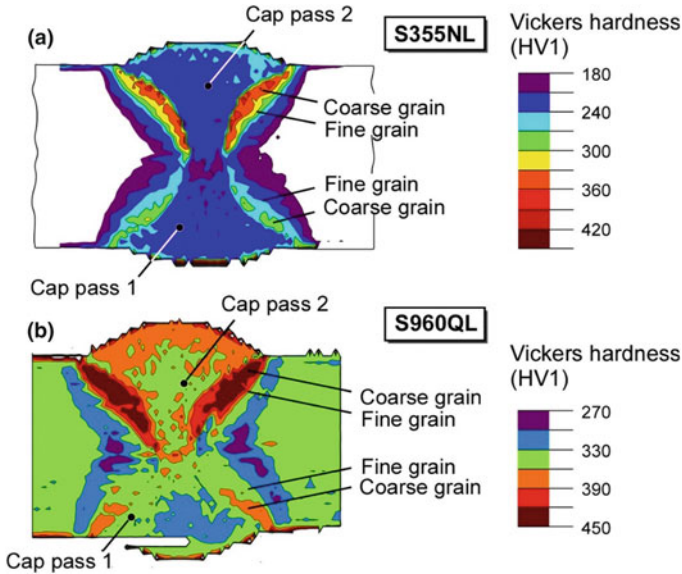 (a)
Cap pass 2
S355NL
Vickers hardness
(HV1)
180
240
300
360
420
Coarse grain
Fine grain
Fine grain
Coarse grain
Cap pass 1
(b)
Cap pass 2
S960QL
Vickers hardness
(HV1)
270
330
390
450
Coarse grain
Fine grain
Fine grain
Coarse grain
Cap pass 1